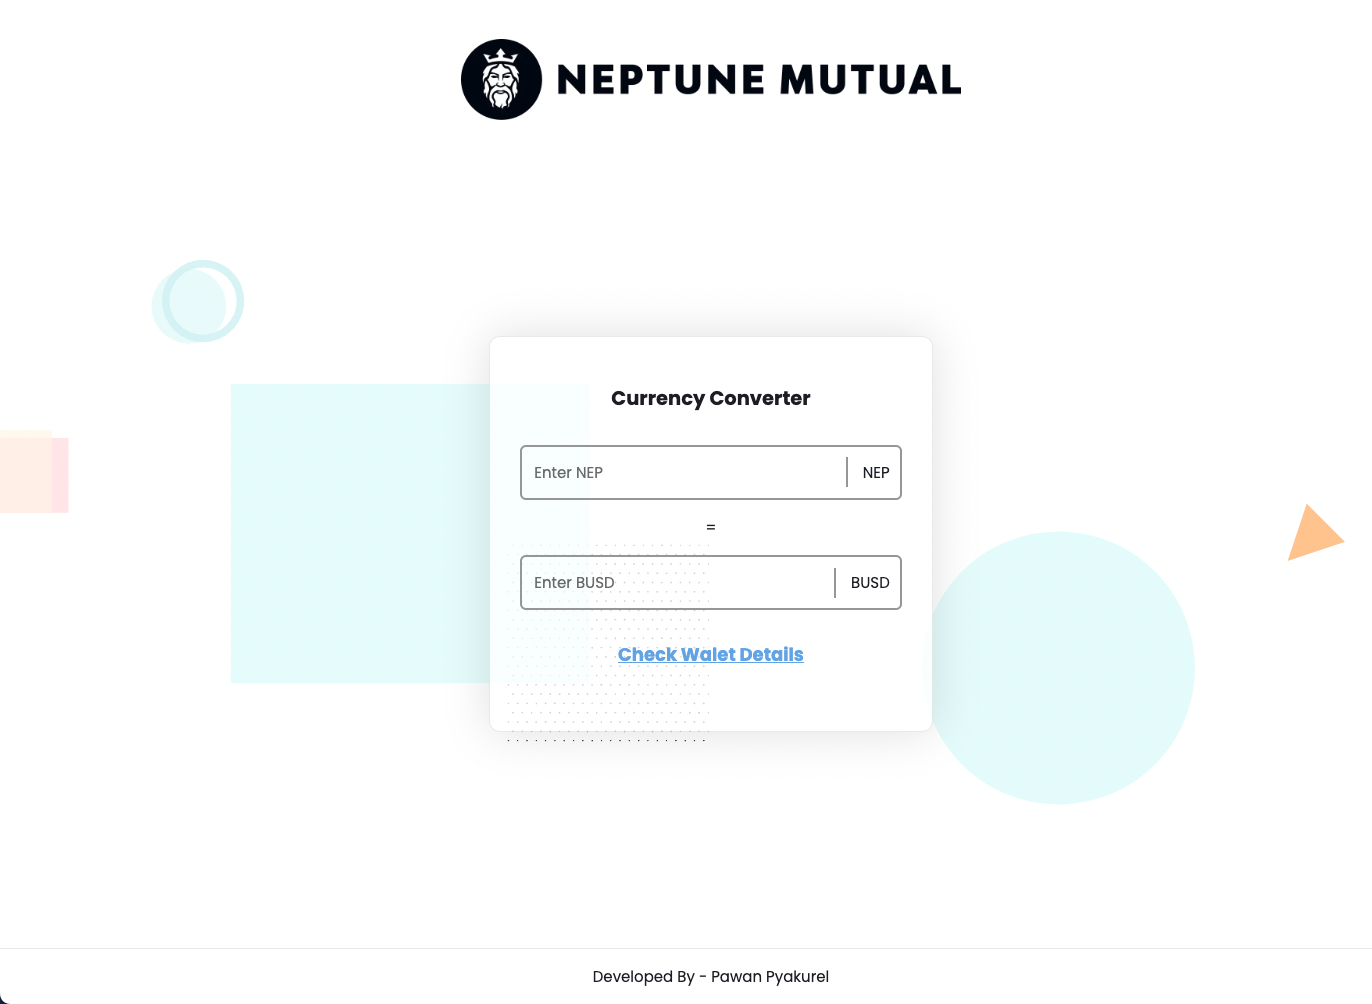 NEPTUNE MUTUAL
Currency Converter
Enter NEP NEP
=
Enter BUSD BUSD
Check Walet Details
Developed By - Pawan Pyakurel